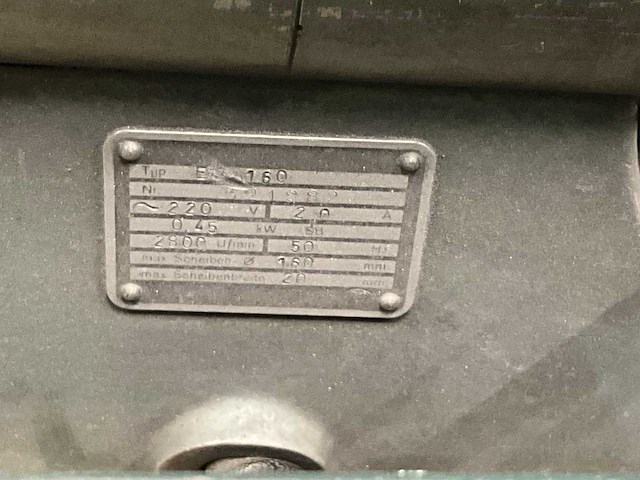 Typ E 160
Nr.
~ 220 V 2,0 A
0,45 kW SB
2800 U/min 50 Hz
max Scheiben-Ø 160 mm
max Scheibenbreite 20 mm